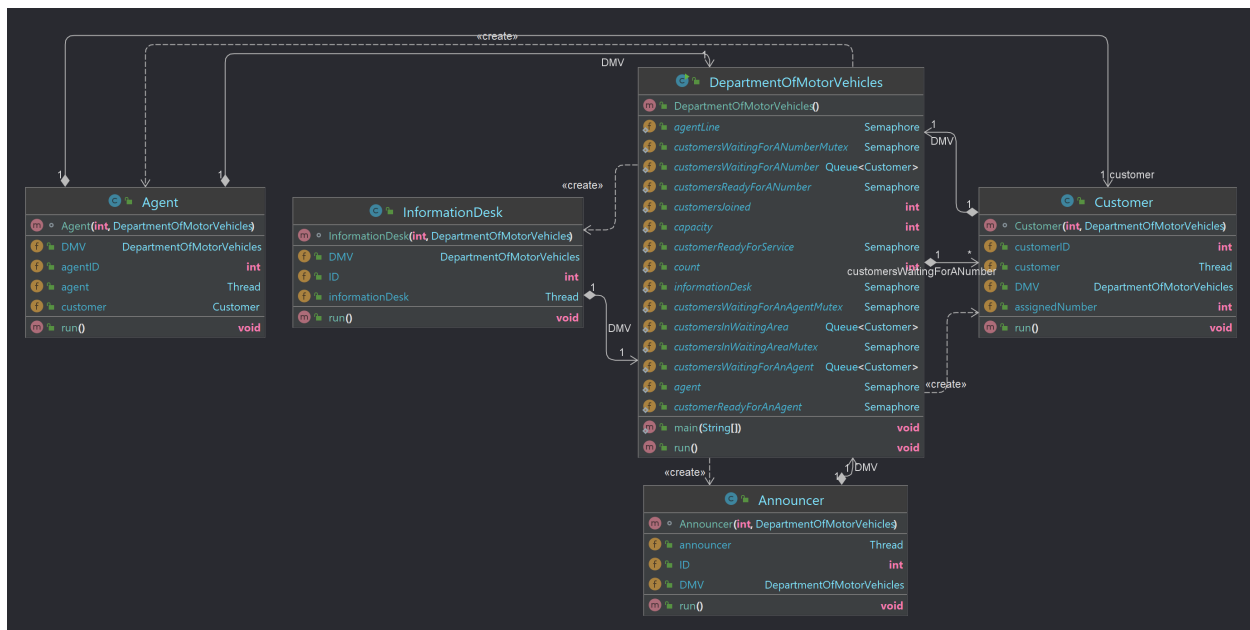 «create»
DMV
1
DepartmentOfMotorVehicles
DepartmentOfMotorVehicles()
agentLine Semaphore
customersWaitingForANumberMutex Semaphore
customersWaitingForANumber Queue<Customer>
customersReadyForANumber Semaphore
customersJoined int
capacity int
customerReadyForService Semaphore
count int
informationDesk Semaphore
customersWaitingForAnAgentMutex Semaphore
customersInWaitingArea Queue<Customer>
customersInWaitingAreaMutex Semaphore
customersWaitingForAnAgent Queue<Customer>
agent Semaphore
customerReadyForAnAgent Semaphore
main(String[]) void
run() void
1
1
Agent
Agent(int, DepartmentOfMotorVehicles)
DMV DepartmentOfMotorVehicles
agentID int
agent Thread
customer Customer
run() void
«create»
InformationDesk
InformationDesk(int, DepartmentOfMotorVehicles)
DMV DepartmentOfMotorVehicles
ID int
informationDesk Thread
run() void
1
DMV
1
1
DMV
1
1 customer
1 *
customersWaitingForANumber
Customer
Customer(int, DepartmentOfMotorVehicles)
customerID int
customer Thread
DMV DepartmentOfMotorVehicles
assignedNumber int
run() void
«create»
«create»
1 DMV
1
Announcer
Announcer(int, DepartmentOfMotorVehicles)
announcer Thread
ID int
DMV DepartmentOfMotorVehicles
run() void